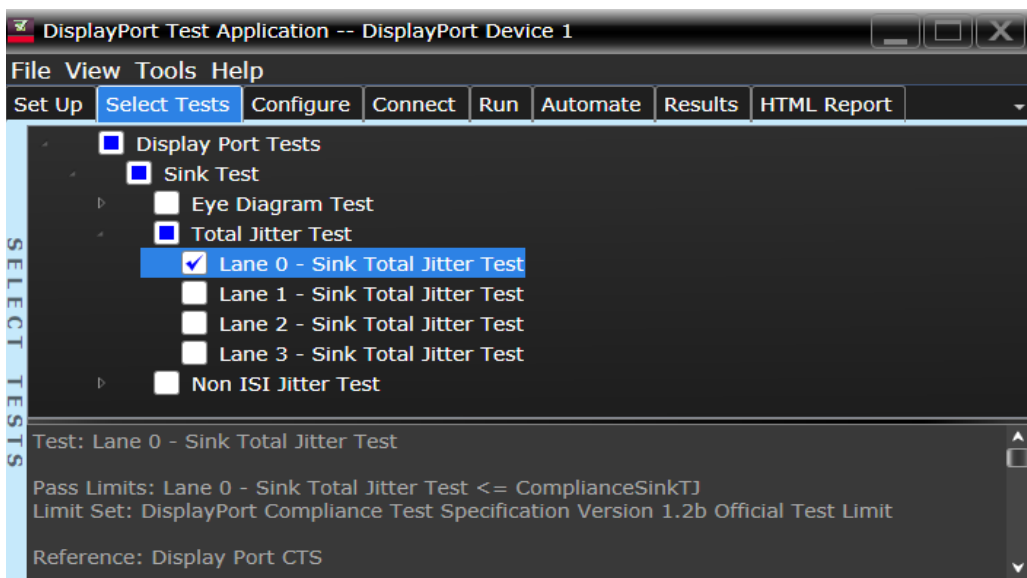 DisplayPort Test Application -- DisplayPort Device 1
File View Tools Help
Set Up Select Tests Configure Connect Run Automate Results HTML Report
SELECT TESTS
Display Port Tests
Sink Test
Eye Diagram Test
Total Jitter Test
Lane 0 - Sink Total Jitter Test
Lane 1 - Sink Total Jitter Test
Lane 2 - Sink Total Jitter Test
Lane 3 - Sink Total Jitter Test
Non ISI Jitter Test
Test: Lane 0 - Sink Total Jitter Test
Pass Limits: Lane 0 - Sink Total Jitter Test <= ComplianceSinkTJ
Limit Set: DisplayPort Compliance Test Specification Version 1.2b Official Test Limit
Reference: Display Port CTS